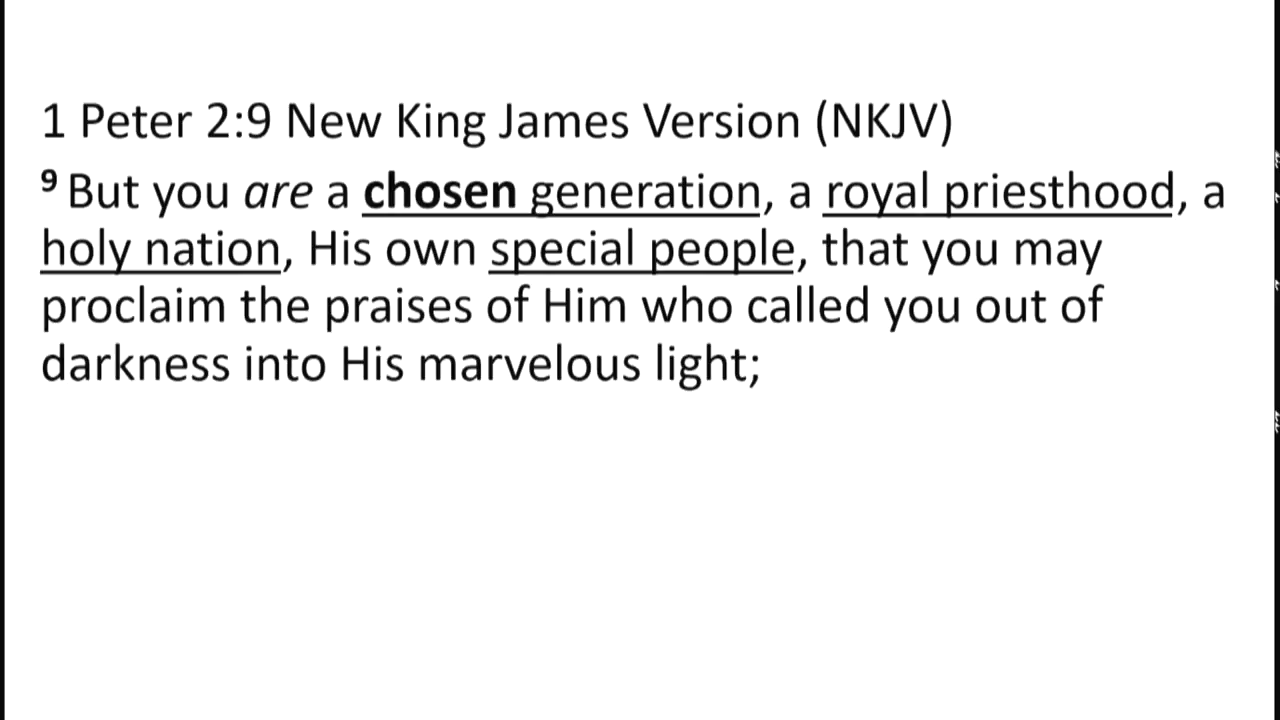 1 Peter 2:9 New King James Version (NKJV)
9 But you are a chosen generation, a royal priesthood, a
holy nation, His own special people, that you may
proclaim the praises of Him who called you out of
darkness into His marvelous light;